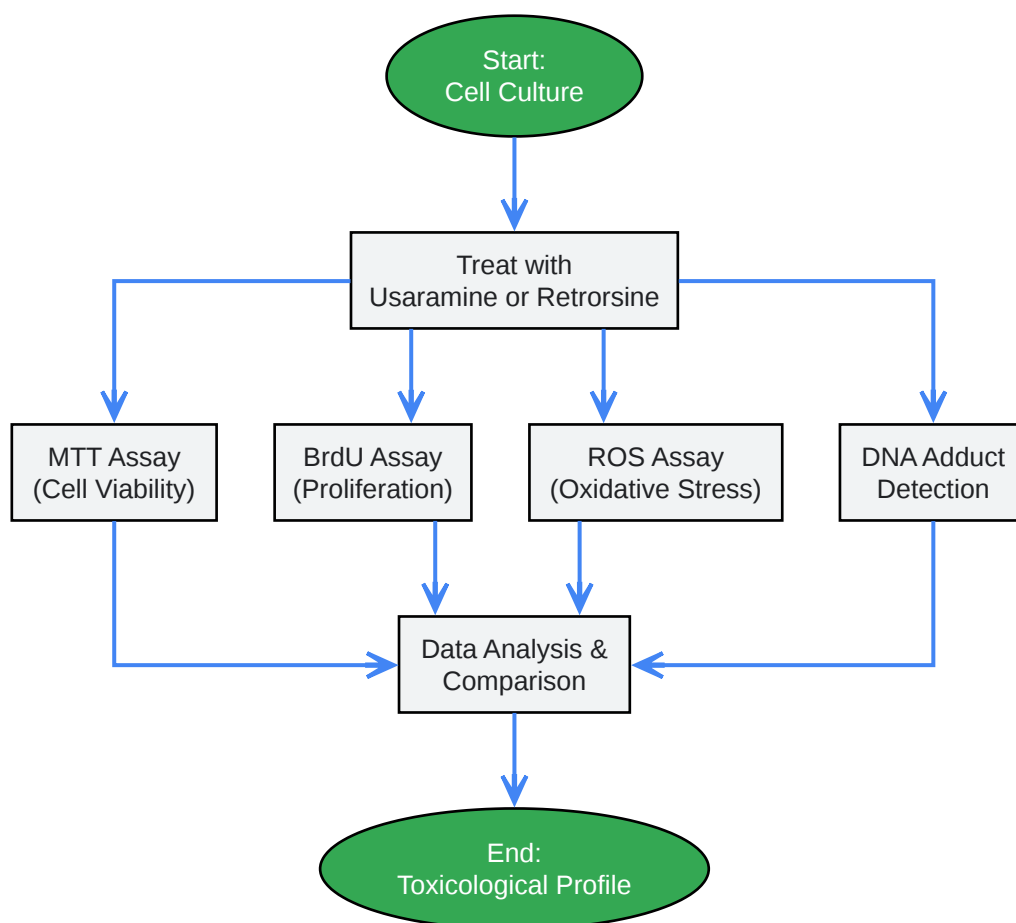 Start:
Cell Culture
Treat with
Usaramine or Retrorsine
MTT Assay
(Cell Viability)
BrdU Assay
(Proliferation)
ROS Assay
(Oxidative Stress)
DNA Adduct
Detection
Data Analysis &
Comparison
End:
Toxicological Profile